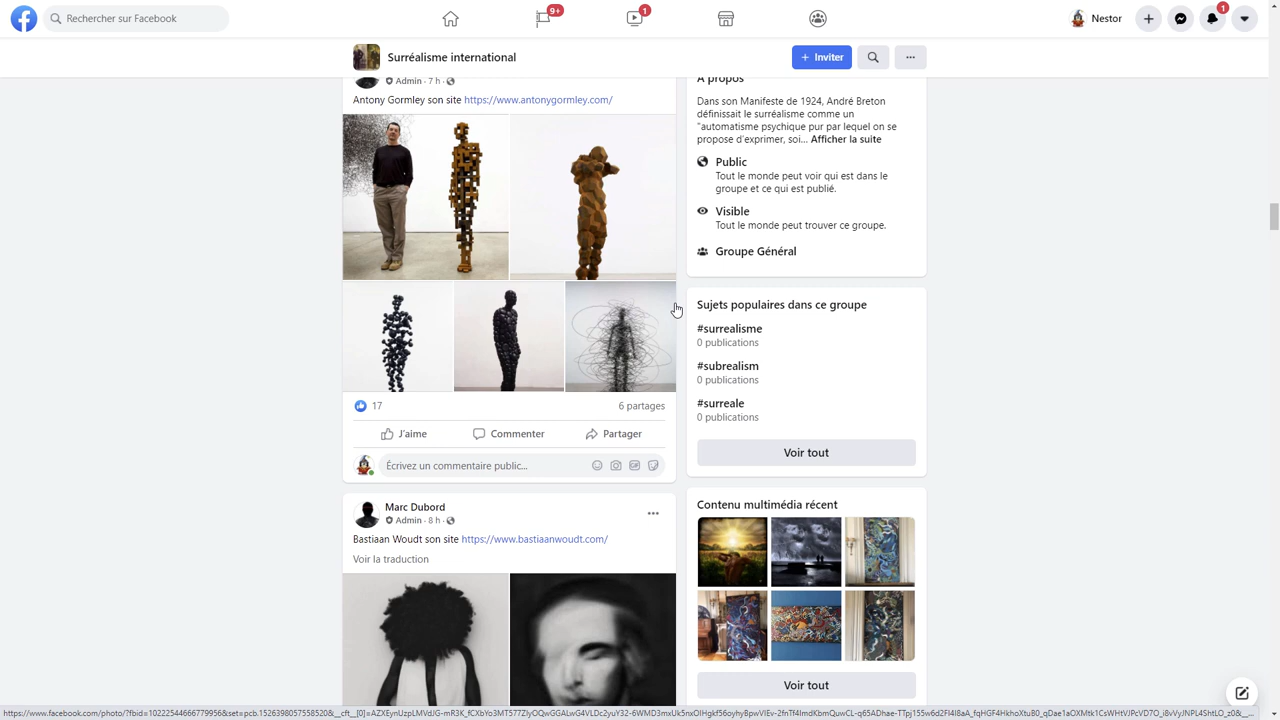 Rechercher sur Facebook
9+
1
Nestor
1
Surréalisme international
Inviter
Admin · 7 h ·
Antony Gormley son site https://www.antonygormley.com/
17
6 partages
J'aime
Commenter
Partager
Écrivez un commentaire public...
Marc Dubord
Admin · 8 h ·
Bastiaan Woudt son site https://www.bastiaanwoudt.com/
Voir la traduction
À propos
Dans son Manifeste de 1924, André Breton
définissait le surréalisme comme un
"automatisme psychique pur par lequel on se
propose d'exprimer, soi... Afficher la suite
Public
Tout le monde peut voir qui est dans le
groupe et ce qui est publié.
Visible
Tout le monde peut trouver ce groupe.
Groupe Général
Sujets populaires dans ce groupe
#surrealisme
0 publications
#subrealism
0 publications
#surreale
0 publications
Voir tout
Contenu multimédia récent
Voir tout